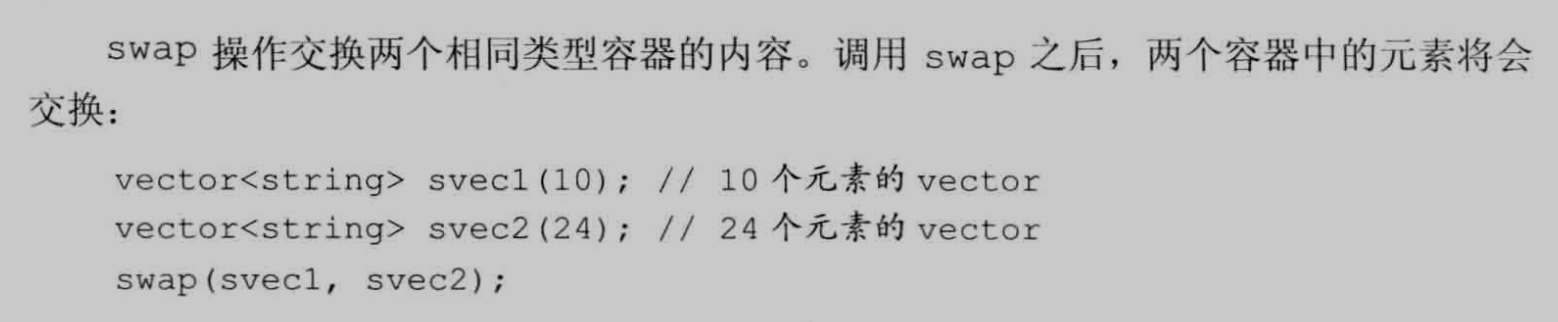 swap 操作交换两个相同类型容器的内容。调用 swap 之后，两个容器中的元素将会
交换：
vector<string> svec1(10); // 10 个元素的 vector
vector<string> svec2(24); // 24 个元素的 vector
swap(svec1, svec2);